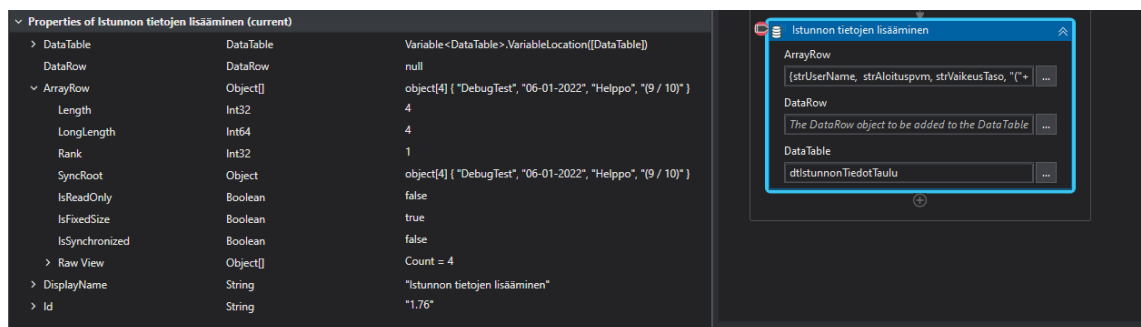 Properties of Istunnon tietojen lisääminen (current)
DataTable DataTable Variable<DataTable>.VariableLocation([DataTable])
DataRow DataRow null
ArrayRow Object[] object[4] { "DebugTest", "06-01-2022", "Helppo", "(9 / 10)" }
Length Int32 4
LongLength Int64 4
Rank Int32 1
SyncRoot Object object[4] { "DebugTest", "06-01-2022", "Helppo", "(9 / 10)" }
IsReadOnly Boolean false
IsFixedSize Boolean true
IsSynchronized Boolean false
Raw View Object[] Count = 4
DisplayName String "Istunnon tietojen lisääminen"
Id String "1.76"
Istunnon tietojen lisääminen
ArrayRow
{strUserName, strAloituspvm, strVaikeusTaso, "("+ ...
DataRow
The DataRow object to be added to the DataTable ...
DataTable
dtIstunnonTiedotTaulu ...